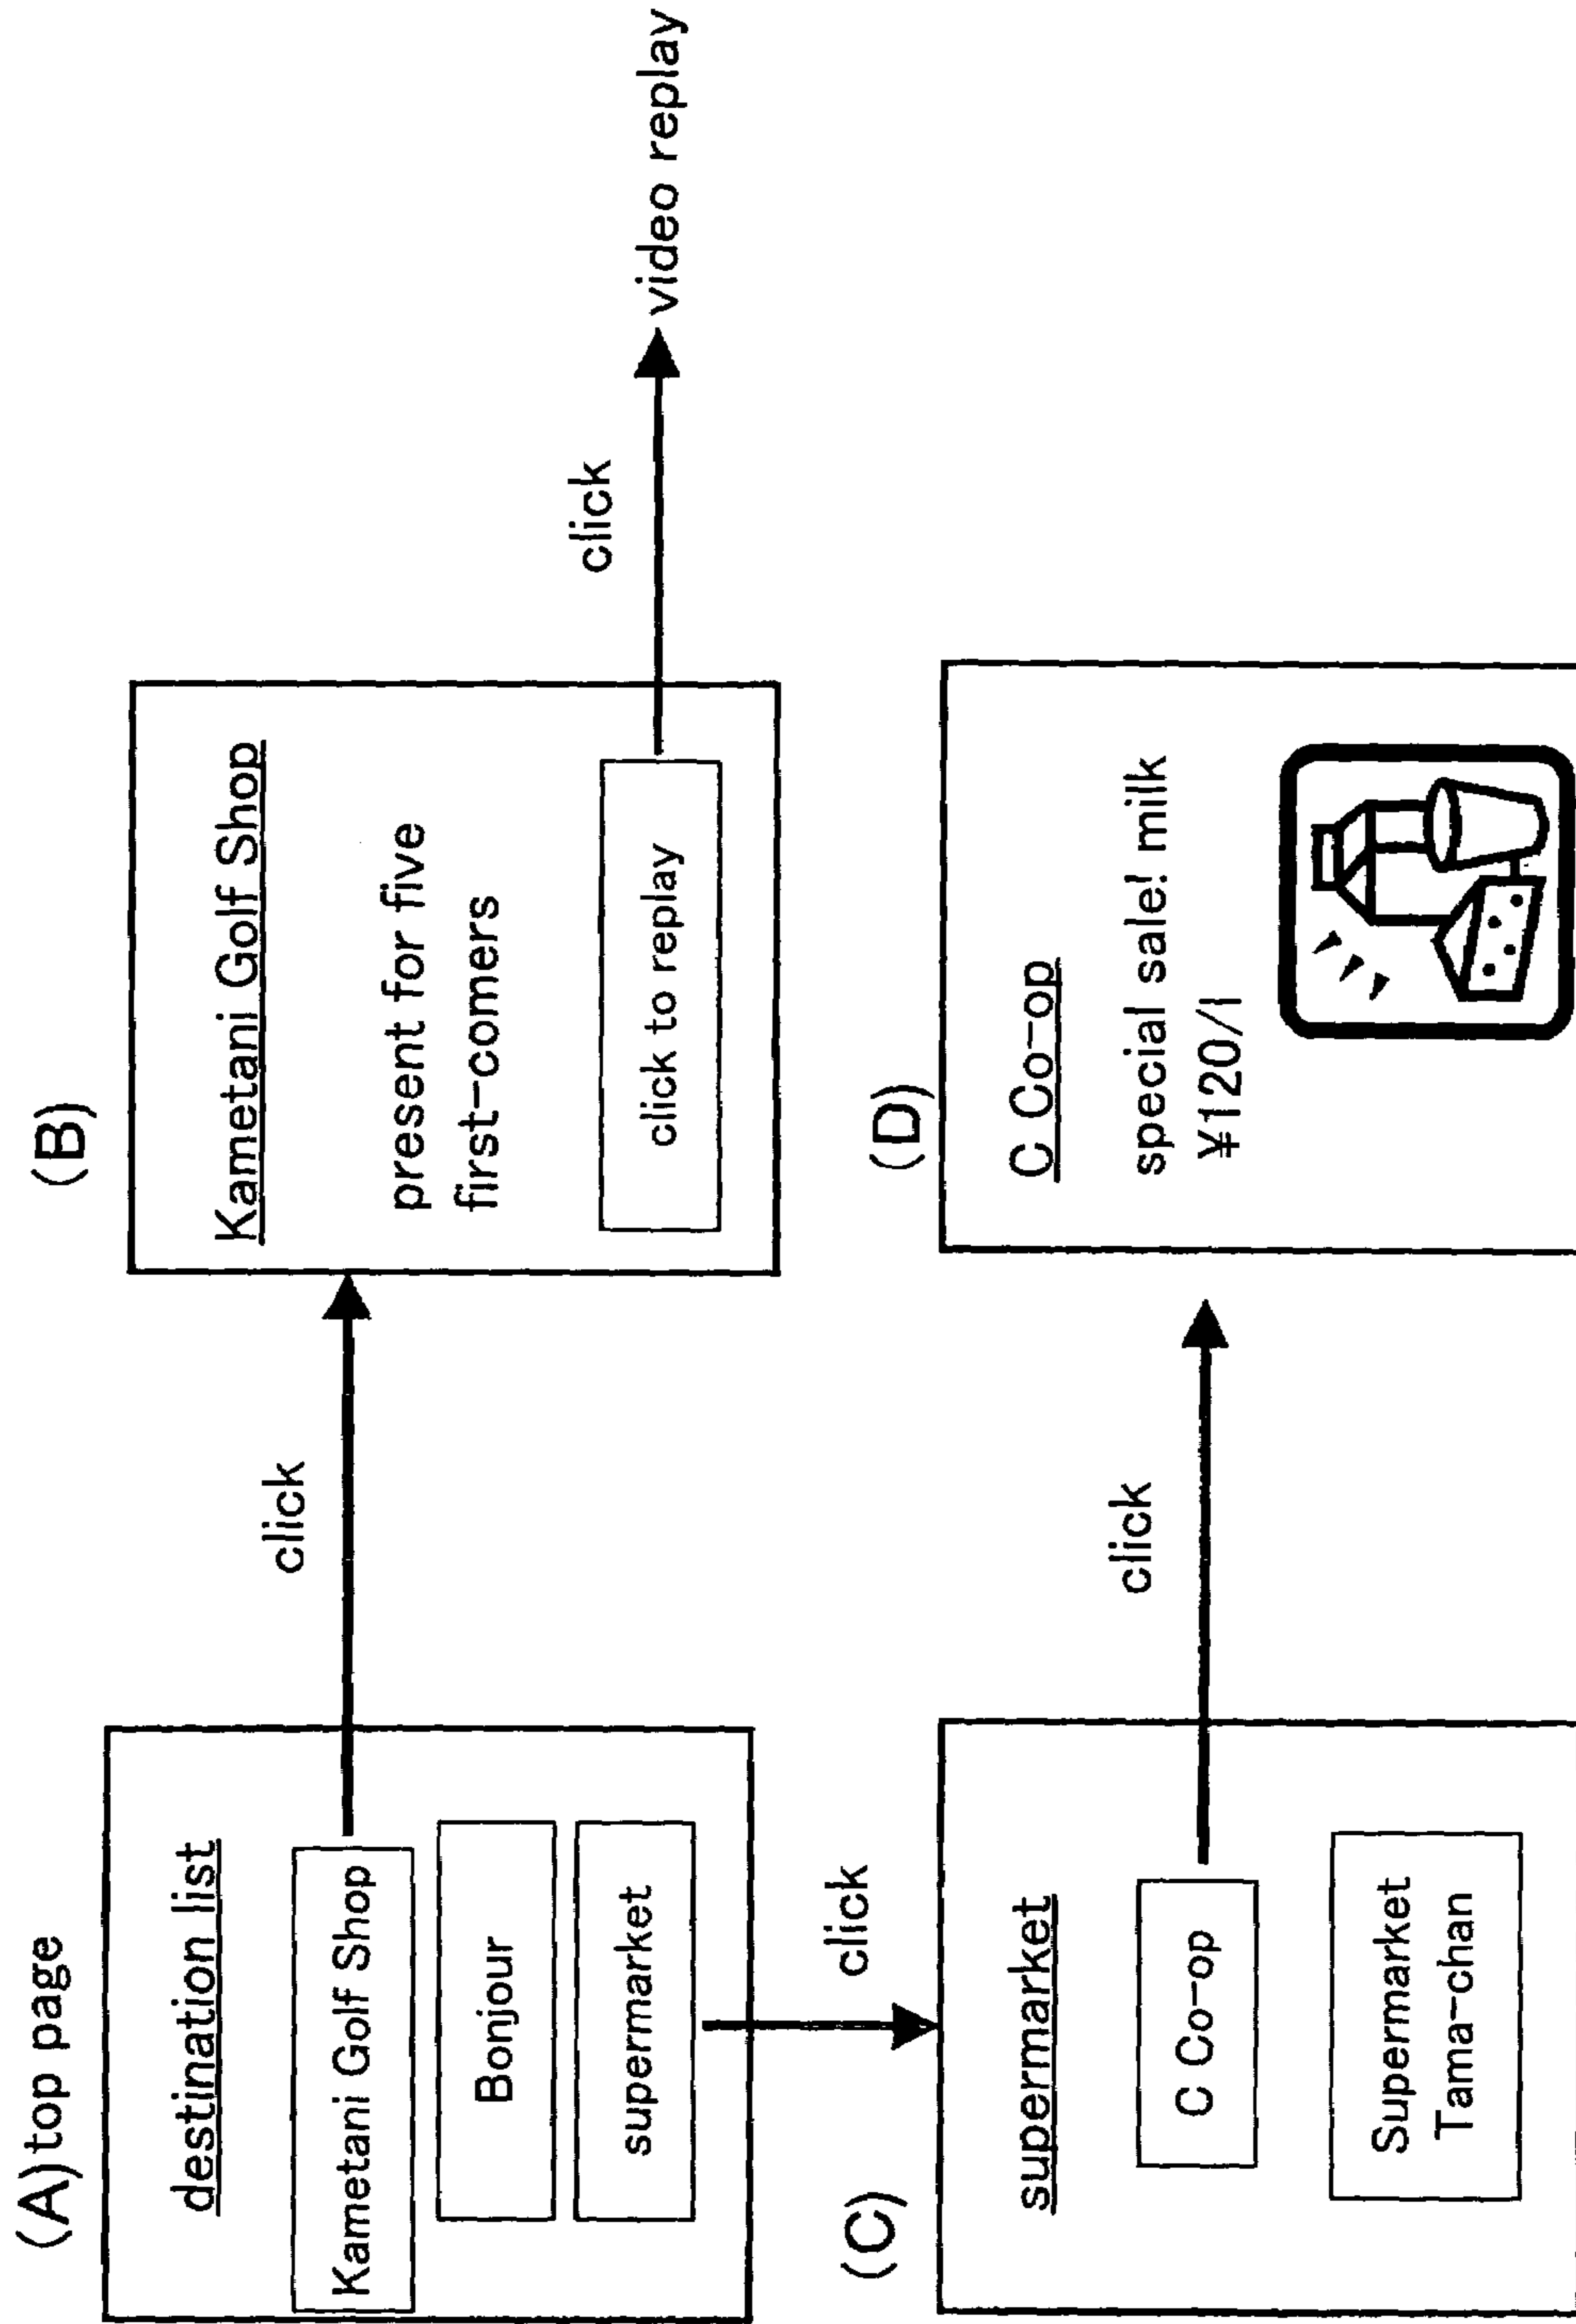 (A) top page
destination list
Kametani Golf Shop
Bonjour
supermarket
click
(B)
Kametani Golf Shop
present for five
first-comers
click to replay
click
video replay
click
(C)
supermarket
C Co-op
Supermarket
Tama-chan
click
(D)
C Co-op
special sale! milk
¥120/l